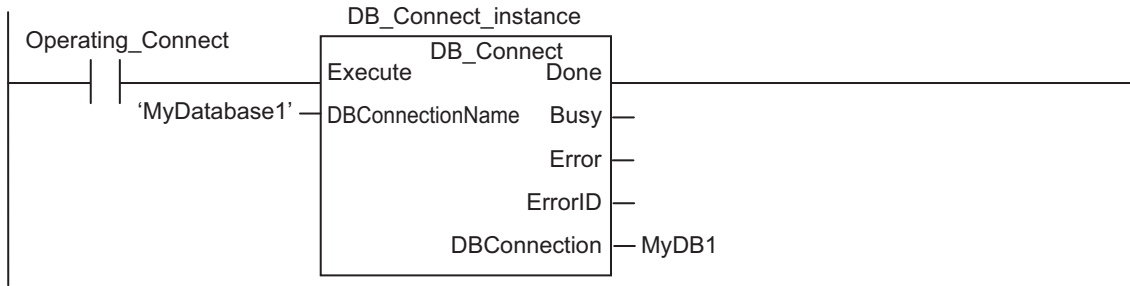 DB_Connect_instance
Operating_Connect
DB_Connect
Execute Done
‘MyDatabase1’ DBConnectionName Busy
Error
ErrorID
DBConnection MyDB1